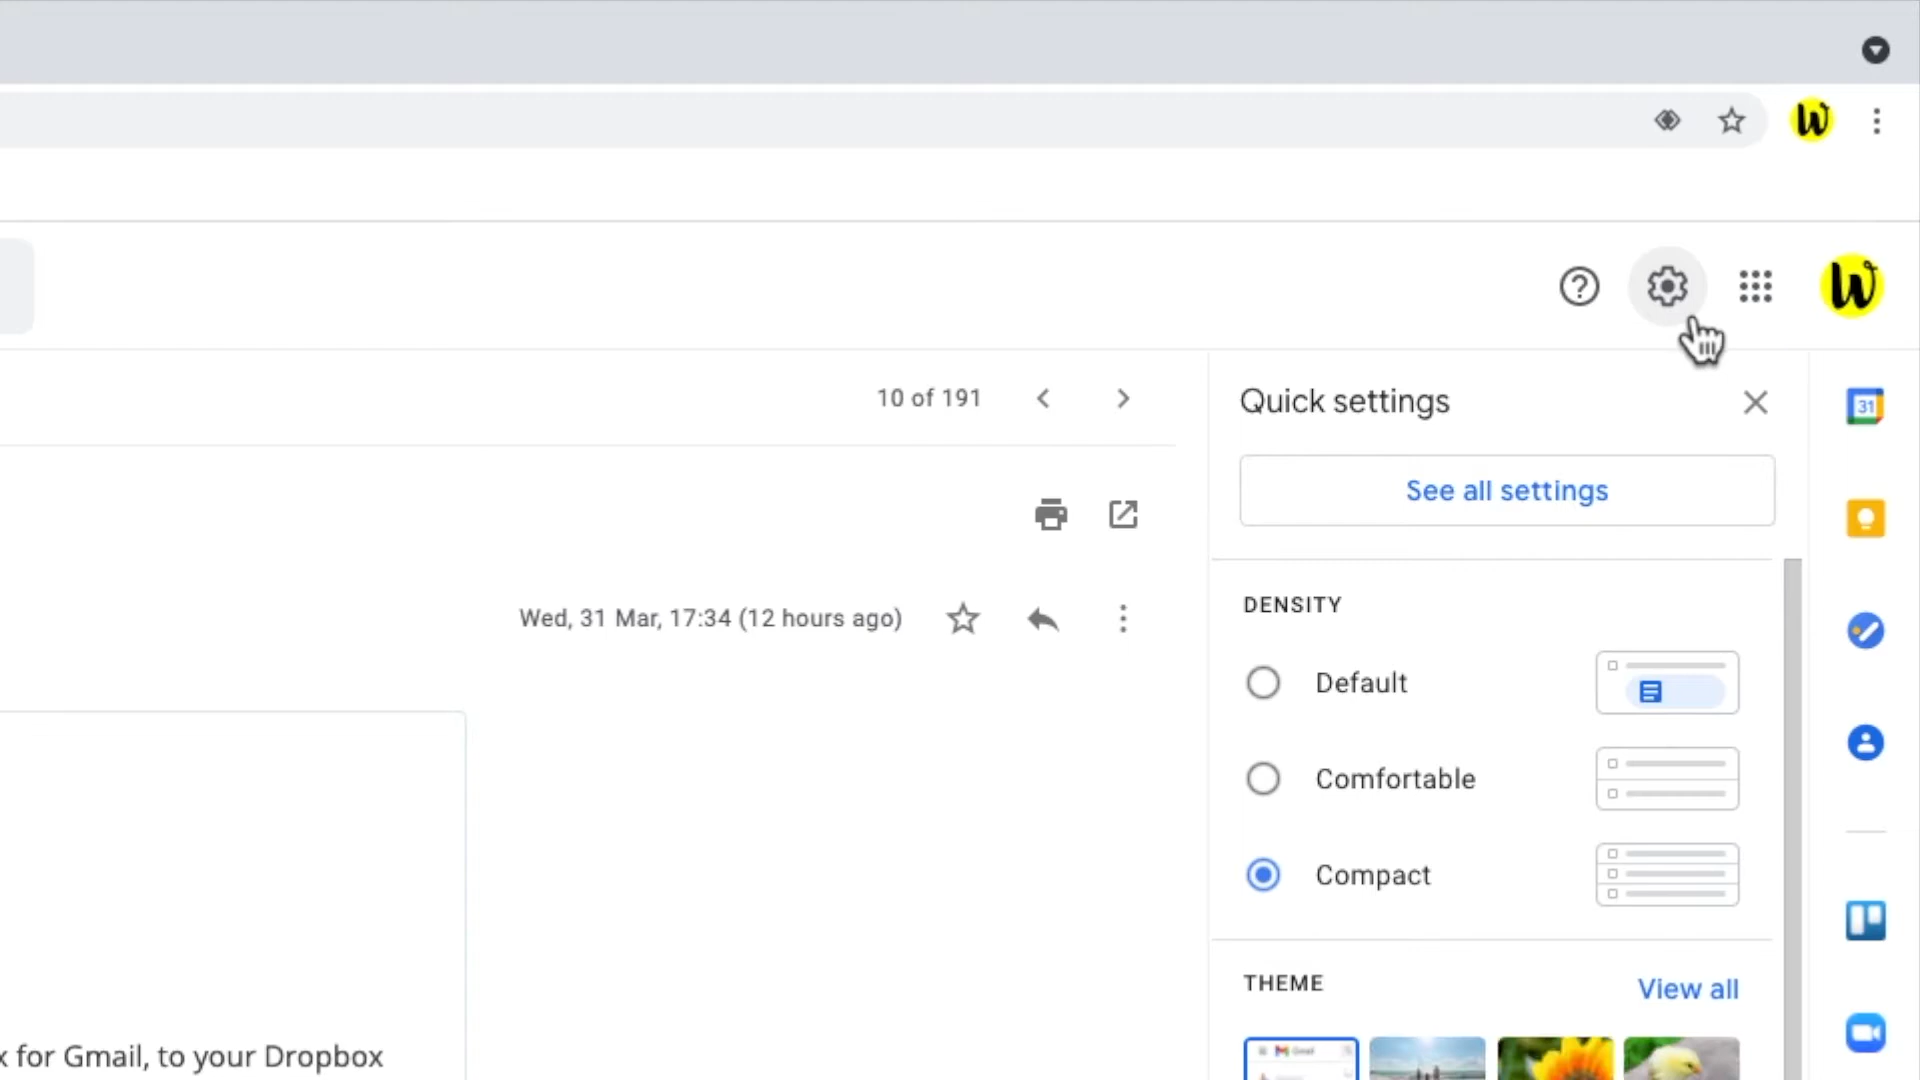 W
W
10 of 191
Quick settings
See all settings
31
Wed, 31 Mar, 17:34 (12 hours ago)
DENSITY
Default
Comfortable
Compact
THEME
View all
Gmail
for Gmail, to your Dropbox